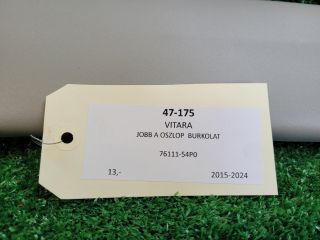 47-175
VITARA
JOBB A OSZLOP BURKOLAT
76111-54P0
13,- 2015-2024